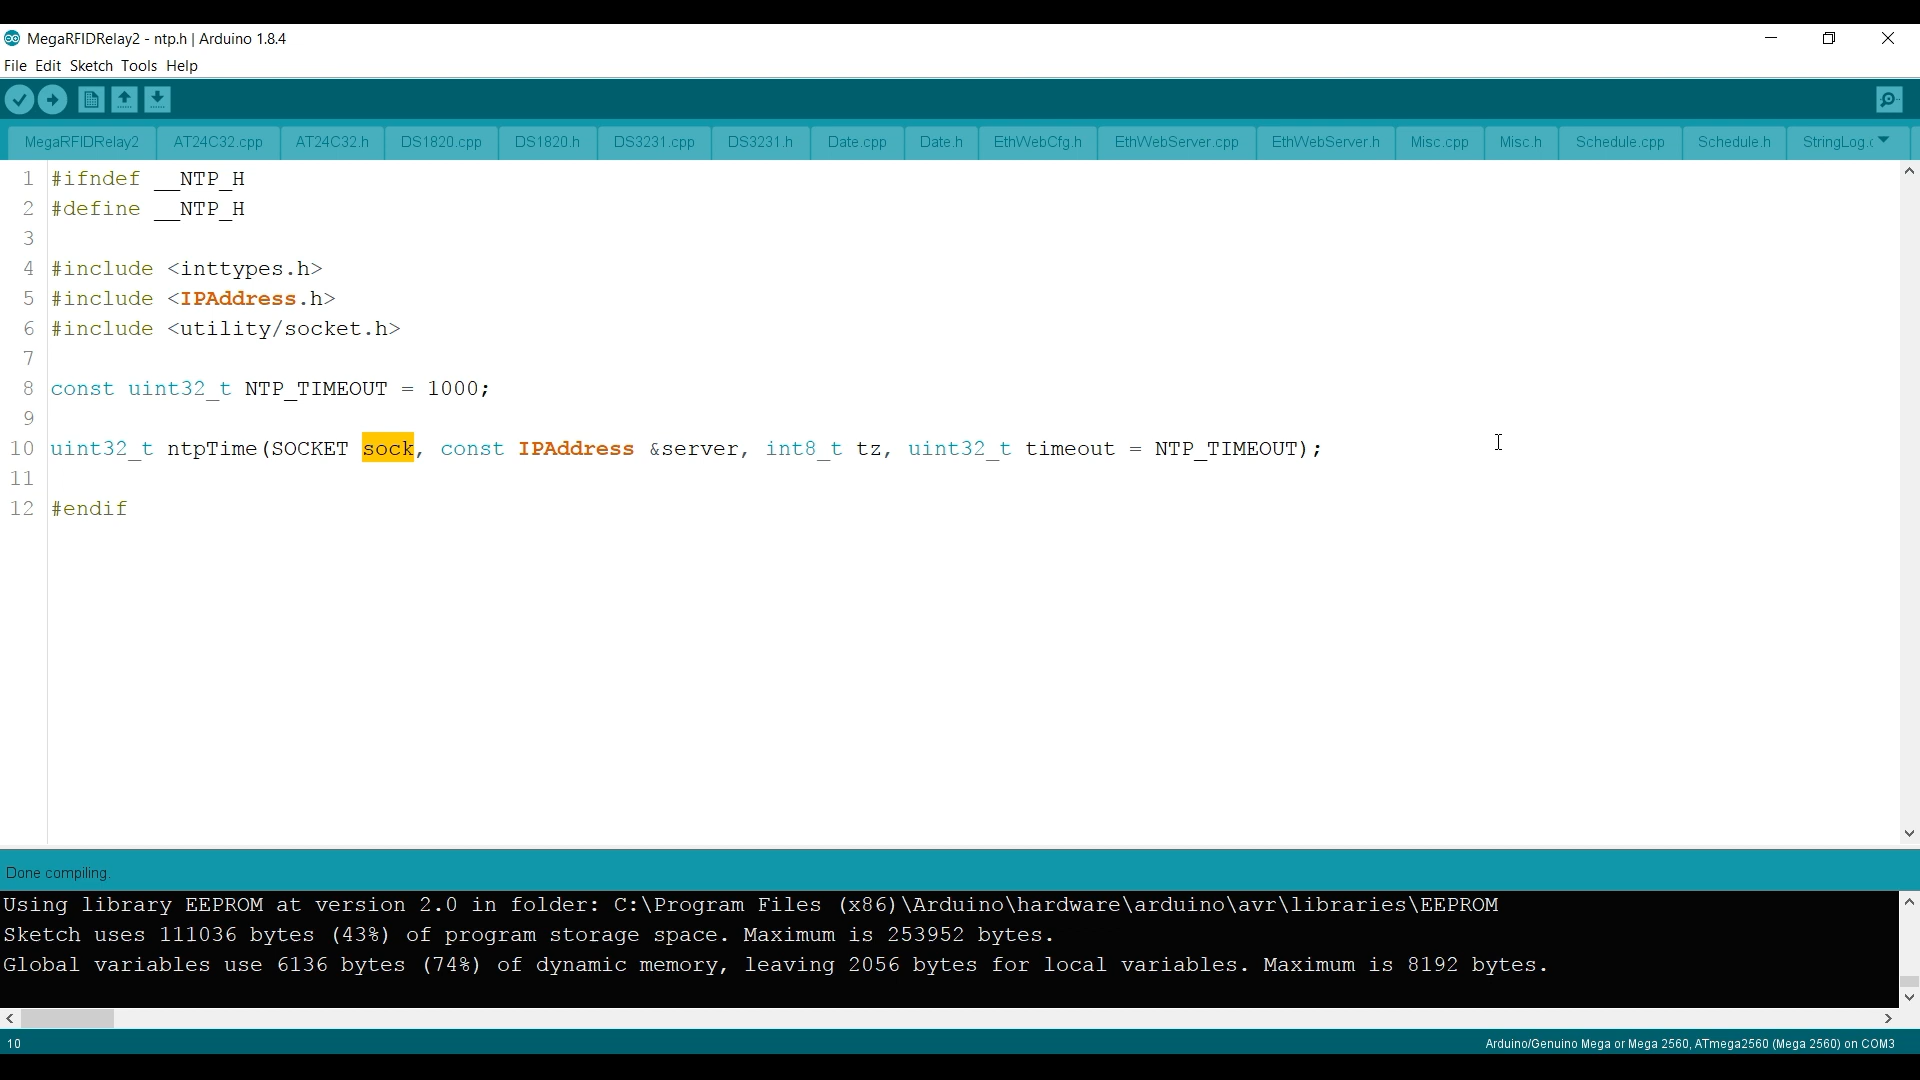 MegaRFIDRelay2 - ntp.h | Arduino 1.8.4
File Edit Sketch Tools Help
MegaRFIDRelay2 AT24C32.cpp AT24C32.h DS1820.cpp DS1820.h DS3231.cpp DS3231.h Date.cpp Date.h EthWebCfg.h EthWebServer.cpp EthWebServer.h Misc.cpp Misc.h Schedule.cpp Schedule.h StringLog.c
1 #ifndef __NTP_H
2 #define __NTP_H
3
4 #include <inttypes.h>
5 #include <IPAddress.h>
6 #include <utility/socket.h>
7
8 const uint32_t NTP_TIMEOUT = 1000;
9
10 uint32_t ntpTime(SOCKET sock, const IPAddress &server, int8_t tz, uint32_t timeout = NTP_TIMEOUT);
11
12 #endif
Done compiling.
Using library EEPROM at version 2.0 in folder: C:\Program Files (x86)\Arduino\hardware\arduino\avr\libraries\EEPROM
Sketch uses 111036 bytes (43%) of program storage space. Maximum is 253952 bytes.
Global variables use 6136 bytes (74%) of dynamic memory, leaving 2056 bytes for local variables. Maximum is 8192 bytes.
10 Arduino/Genuino Mega or Mega 2560, ATmega2560 (Mega 2560) on COM3